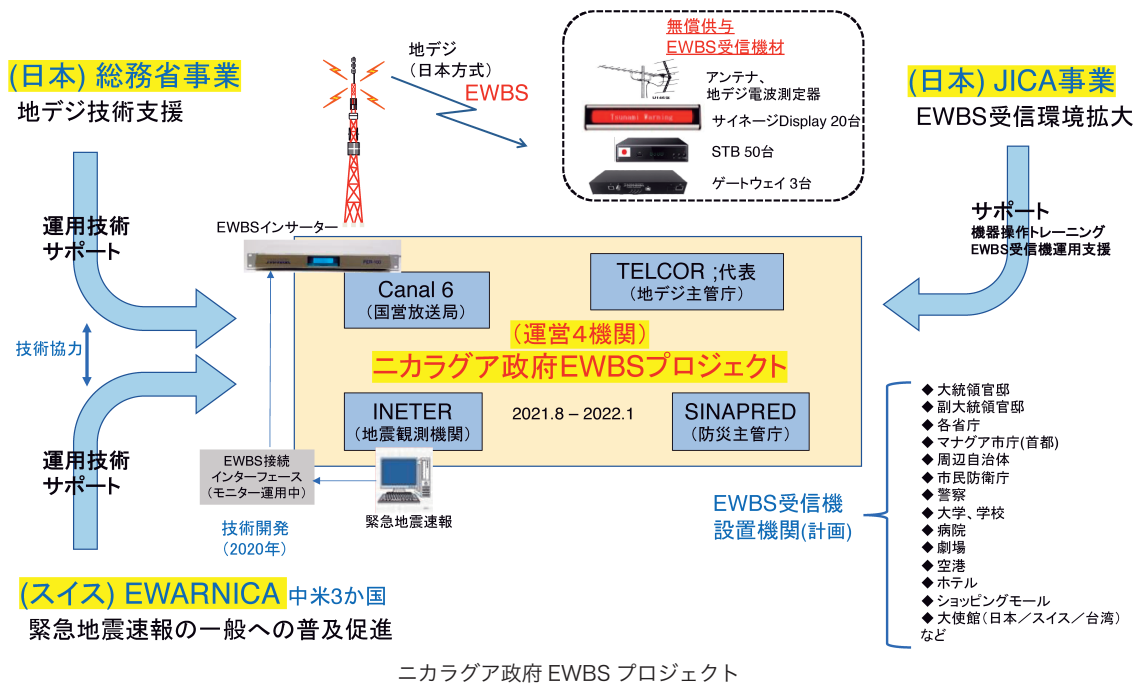 (日本) 総務省事業
地デジ技術支援
地デジ
（日本方式）
EWBS
無償供与
EWBS受信機材
アンテナ、
地デジ電波測定器
Tsunami Warning
サイネージDisplay 20台
STB 50台
ゲートウェイ 3台
(日本) JICA事業
EWBS受信環境拡大
運用技術
サポート
サポート
機器操作トレーニング
EWBS受信機運用支援
EWBSインサーター
Canal 6
（国営放送局）
TELCOR ;代表
（地デジ主管庁）
（運営4機関）
ニカラグア政府EWBSプロジェクト
技術協力
INETER
（地震観測機関）
2021.8 – 2022.1
SINAPRED
（防災主管庁）
運用技術
サポート
EWBS接続
インターフェース
（モニター運用中）
緊急地震速報
技術開発
（2020年）
EWBS受信機
設置機関(計画)
◆ 大統領官邸
◆ 副大統領官邸
◆ 各省庁
◆ マナグア市庁(首都)
◆ 周辺自治体
◆ 市民防衛庁
◆ 警察
◆ 大学、学校
◆ 病院
◆ 劇場
◆ 空港
◆ ホテル
◆ ショッピングモール
◆ 大使館（日本／スイス／台湾）
など
(スイス) EWARNICA 中米3か国
緊急地震速報の一般への普及促進
ニカラグア政府 EWBS プロジェクト